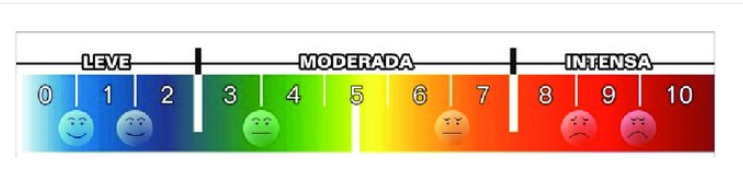 LEVE MODERADA INTENSA
0 1 2 3 4 5 6 7 8 9 10